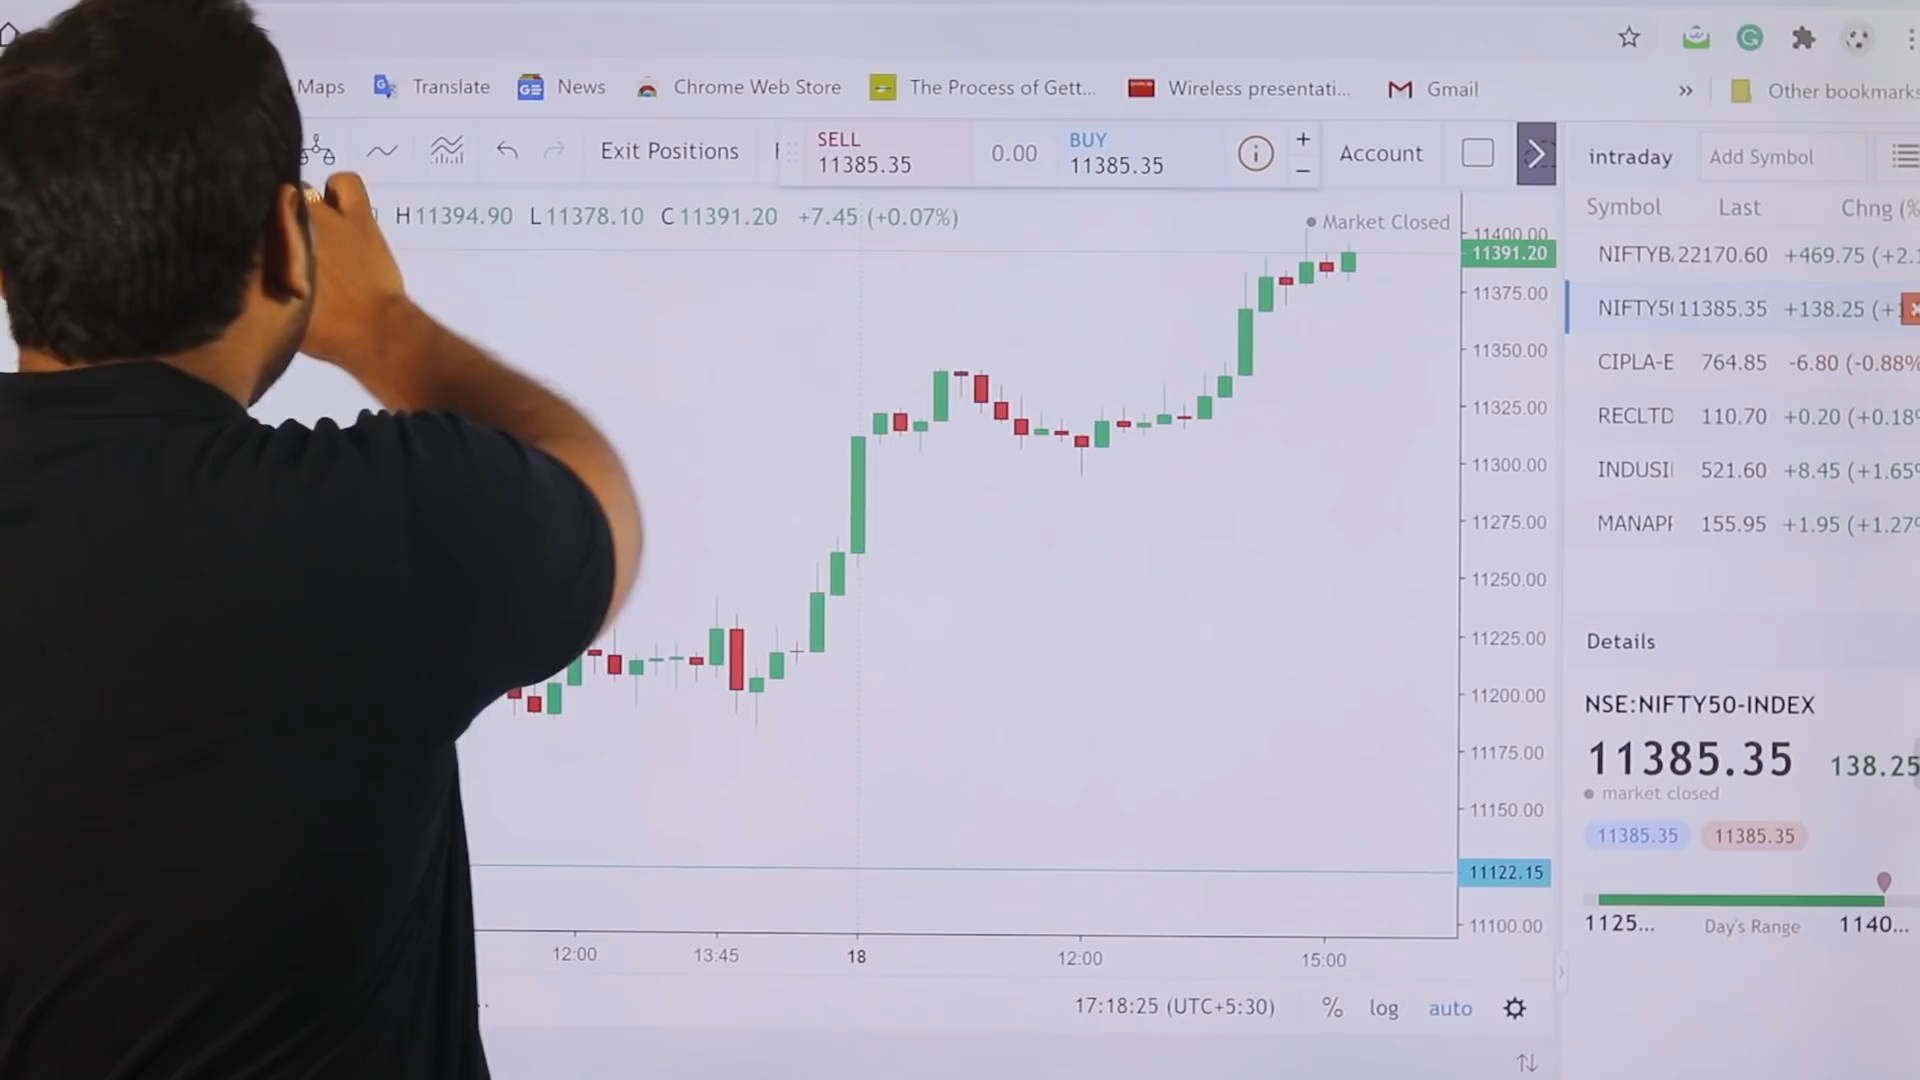 Maps Translate News Chrome Web Store The Process of Gett... Wireless presentati... Gmail » Other bookmarks
Exit Positions SELL 11385.35 0.00 BUY 11385.35 + − Account
intraday Add Symbol
H11394.90 L11378.10 C11391.20 +7.45 (+0.07%)
Market Closed
Symbol Last Chng (%
NIFTYB 22170.60 +469.75 (+2.1
NIFTY5 11385.35 +138.25 (+1
CIPLA-E 764.85 -6.80 (-0.88%
RECLTD 110.70 +0.20 (+0.18%
INDUSI 521.60 +8.45 (+1.65%
MANAP 155.95 +1.95 (+1.27%
11400.00
11391.20
11375.00
11350.00
11325.00
11300.00
11275.00
11250.00
11225.00
11200.00
11175.00
11150.00
11122.15
11100.00
Details
NSE:NIFTY50-INDEX
11385.35 138.25
market closed
11385.35 11385.35
1125... Day's Range 1140...
12:00 13:45 18 12:00 15:00
17:18:25 (UTC+5:30) % log auto